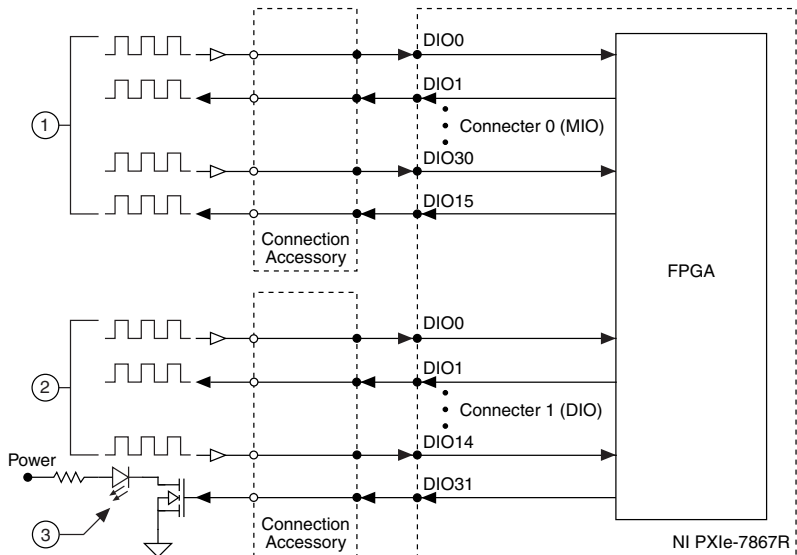 DIO0
DIO1
Connecter 0 (MIO)
1
DIO30
DIO15
Connection
Accessory
FPGA
DIO0
DIO1
2
Connecter 1 (DIO)
DIO14
Power
DIO31
3
Connection
Accessory
NI PXIe-7867R